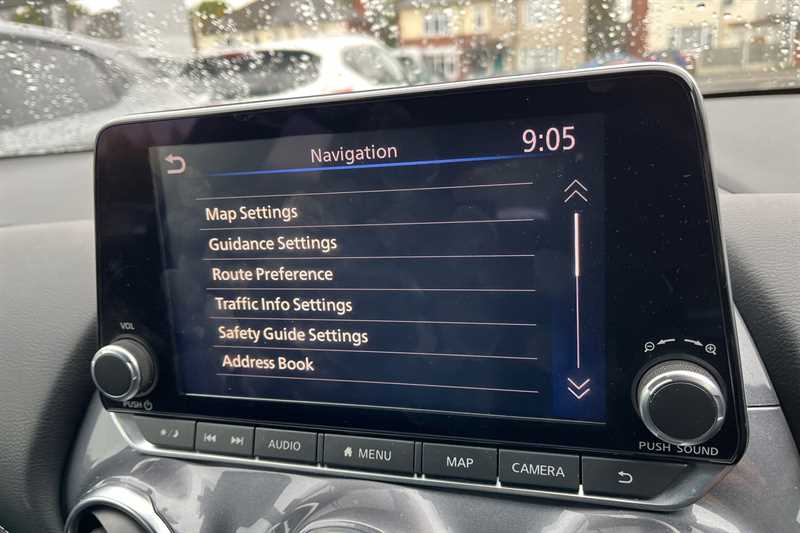 Navigation
9:05
Map Settings
Guidance Settings
Route Preference
Traffic Info Settings
Safety Guide Settings
Address Book
VOL
PUSH
PUSH SOUND
AUDIO
MENU
MAP
CAMERA